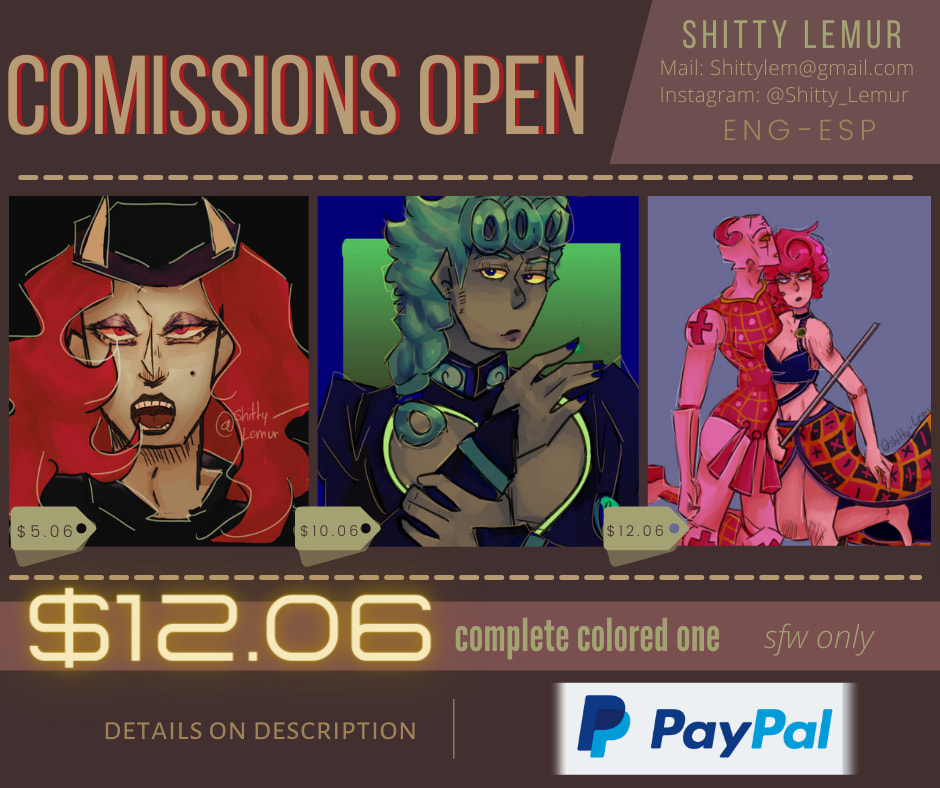 COMISSIONS OPEN
SHITTY LEMUR
Mail: Shittylem@gmail.com
Instagram: @Shitty_Lemur
ENG-ESP
@shitty
Lemur
@shitty_Lemur
$5.06
$10.06
$12.06
$12.06
complete colored one
sfw only
DETAILS ON DESCRIPTION
PayPal